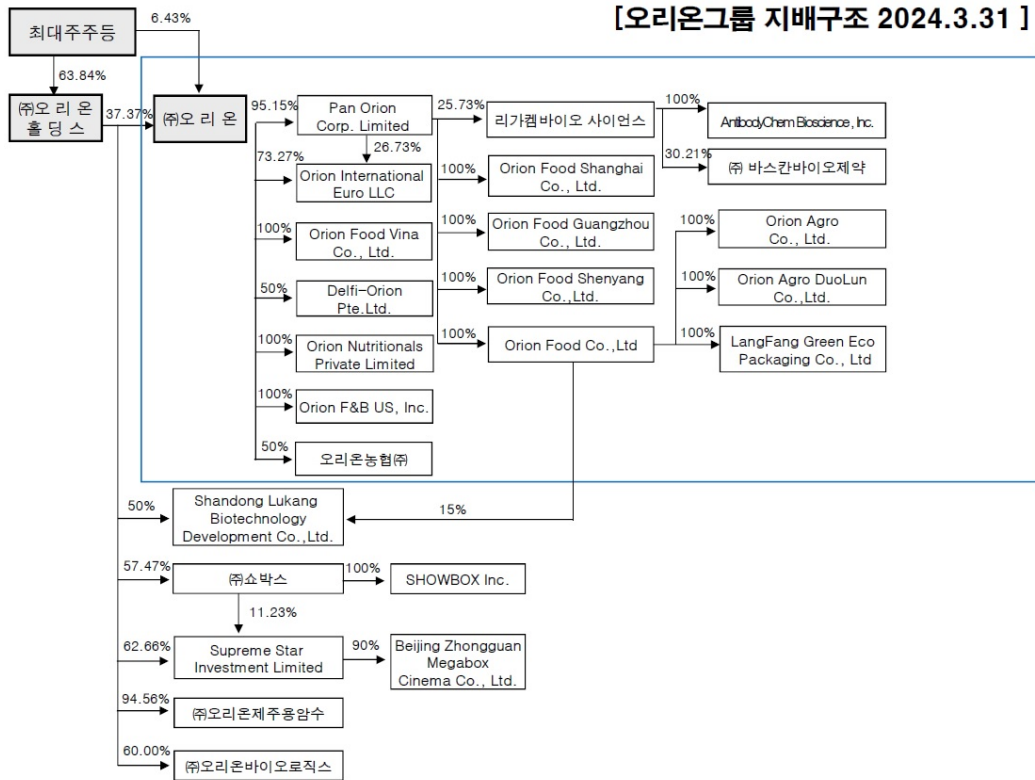 [오리온그룹 지배구조 2024.3.31 ]
최대주주등
6.43%
63.84%
㈜오 리 온
홀 딩 스
37.37%
㈜오 리 온
95.15%
Pan Orion
Corp. Limited
25.73%
리가켐바이오 사이언스
100%
AntibodyChem Bioscience, Inc.
26.73%
30.21%
㈜ 바스칸바이오제약
73.27%
Orion International
Euro LLC
100%
Orion Food Shanghai
Co., Ltd.
100%
Orion Food Vina
Co., Ltd.
100%
Orion Food Guangzhou
Co., Ltd.
100%
Orion Agro
Co., Ltd.
50%
Delfi-Orion
Pte.Ltd.
100%
Orion Food Shenyang
Co.,Ltd.
100%
Orion Agro DuoLun
Co.,Ltd.
100%
Orion Nutritionals
Private Limited
100%
Orion Food Co.,Ltd
100%
LangFang Green Eco
Packaging Co., Ltd
100%
Orion F&B US, Inc.
50%
오리온농협㈜
50%
Shandong Lukang
Biotechnology
Development Co.,Ltd.
15%
57.47%
㈜쇼박스
100%
SHOWBOX Inc.
11.23%
62.66%
Supreme Star
Investment Limited
90%
Beijing Zhongguan
Megabox
Cinema Co., Ltd.
94.56%
㈜오리온제주용암수
60.00%
㈜오리온바이오로직스